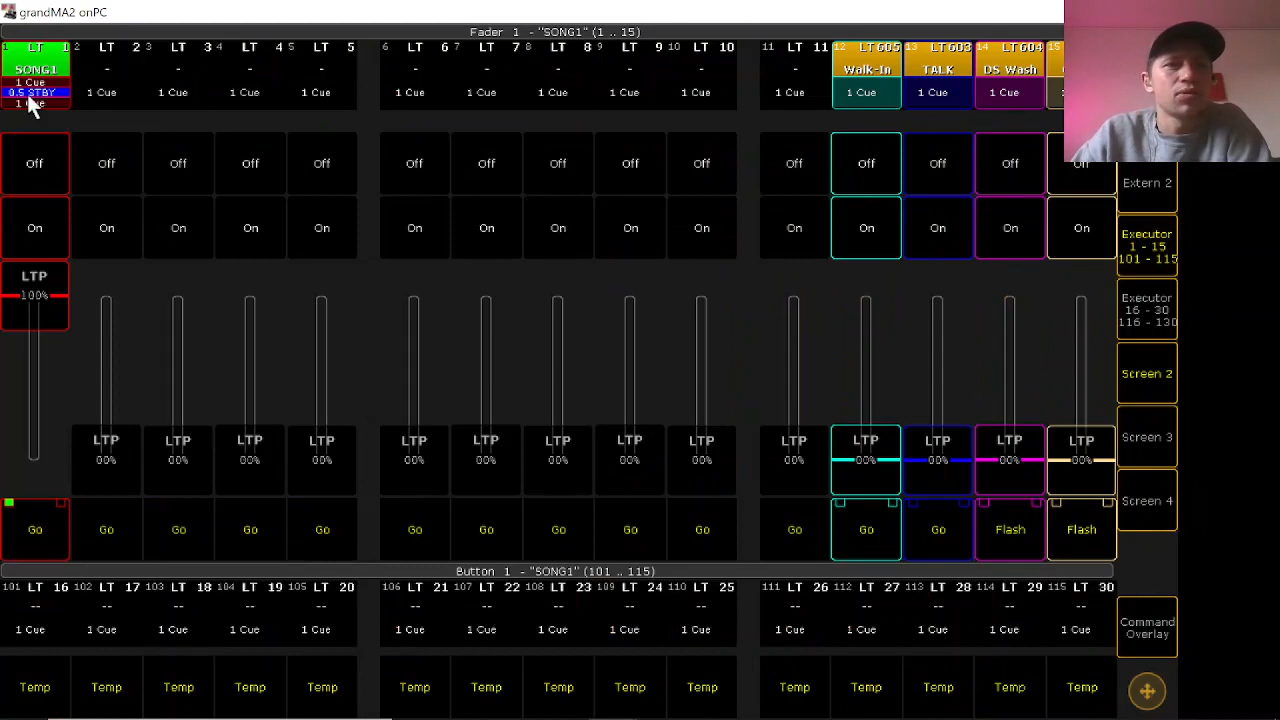 grandMA2 onPC
Fader 1 - "SONG1" (1 .. 15)
1 LT 1 2 LT 2 3 LT 3 4 LT 4 5 LT 5 6 LT 6 7 LT 7 8 LT 8 9 LT 9 10 LT 10 11 LT 11 12 LT 605 13 LT 603 14 LT 604 15
SONG1 - - - - - - - - - - Walk-In TALK DS Wash
1 Cue
0.5 STBY 1 Cue 1 Cue 1 Cue 1 Cue 1 Cue 1 Cue 1 Cue 1 Cue 1 Cue 1 Cue 1 Cue 1 Cue 1 Cue
Off Off Off Off Off Off Off Off Off Off Off Off Off Off
On On On On On On On On On On On On On On On
LTP
100%
LTP LTP LTP LTP LTP LTP LTP LTP LTP LTP LTP LTP LTP LTP
00% 00% 00% 00% 00% 00% 00% 00% 00% 00% 00% 00% 00% 00%
Go Go Go Go Go Go Go Go Go Go Go Go Go Flash Flash
Extern 2
Executor
1 - 15
101 - 115
Executor
16 - 30
116 - 130
Screen 2
Screen 3
Screen 4
Button 1 - "SONG1" (101 .. 115)
101 LT 16 102 LT 17 103 LT 18 104 LT 19 105 LT 20 106 LT 21 107 LT 22 108 LT 23 109 LT 24 110 LT 25 111 LT 26 112 LT 27 113 LT 28 114 LT 29 115 LT 30
-- -- -- -- -- -- -- -- -- -- -- -- -- -- --
1 Cue 1 Cue 1 Cue 1 Cue 1 Cue 1 Cue 1 Cue 1 Cue 1 Cue 1 Cue 1 Cue 1 Cue 1 Cue 1 Cue 1 Cue
Temp Temp Temp Temp Temp Temp Temp Temp Temp Temp Temp Temp Temp Temp Temp
Command
Overlay